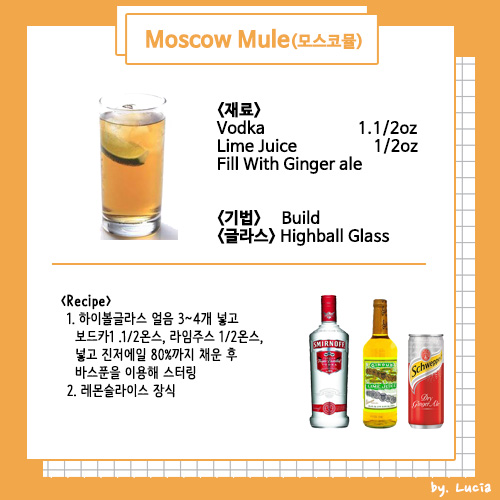 Moscow Mule(모스코뮬)
<재료>
Vodka 1.1/2oz
Lime Juice 1/2oz
Fill With Ginger ale
<기법> Build
<글라스> Highball Glass
<Recipe>
1. 하이볼글라스 얼음 3~4개 넣고
보드카1 .1/2온스, 라임주스 1/2온스,
넣고 진저에일 80%까지 채운 후
바스푼을 이용해 스터링
2. 레몬슬라이스 장식
SMIRNOFF
LIME JUICE
Schweppes
Dry
Ginger Ale
by. Lucia